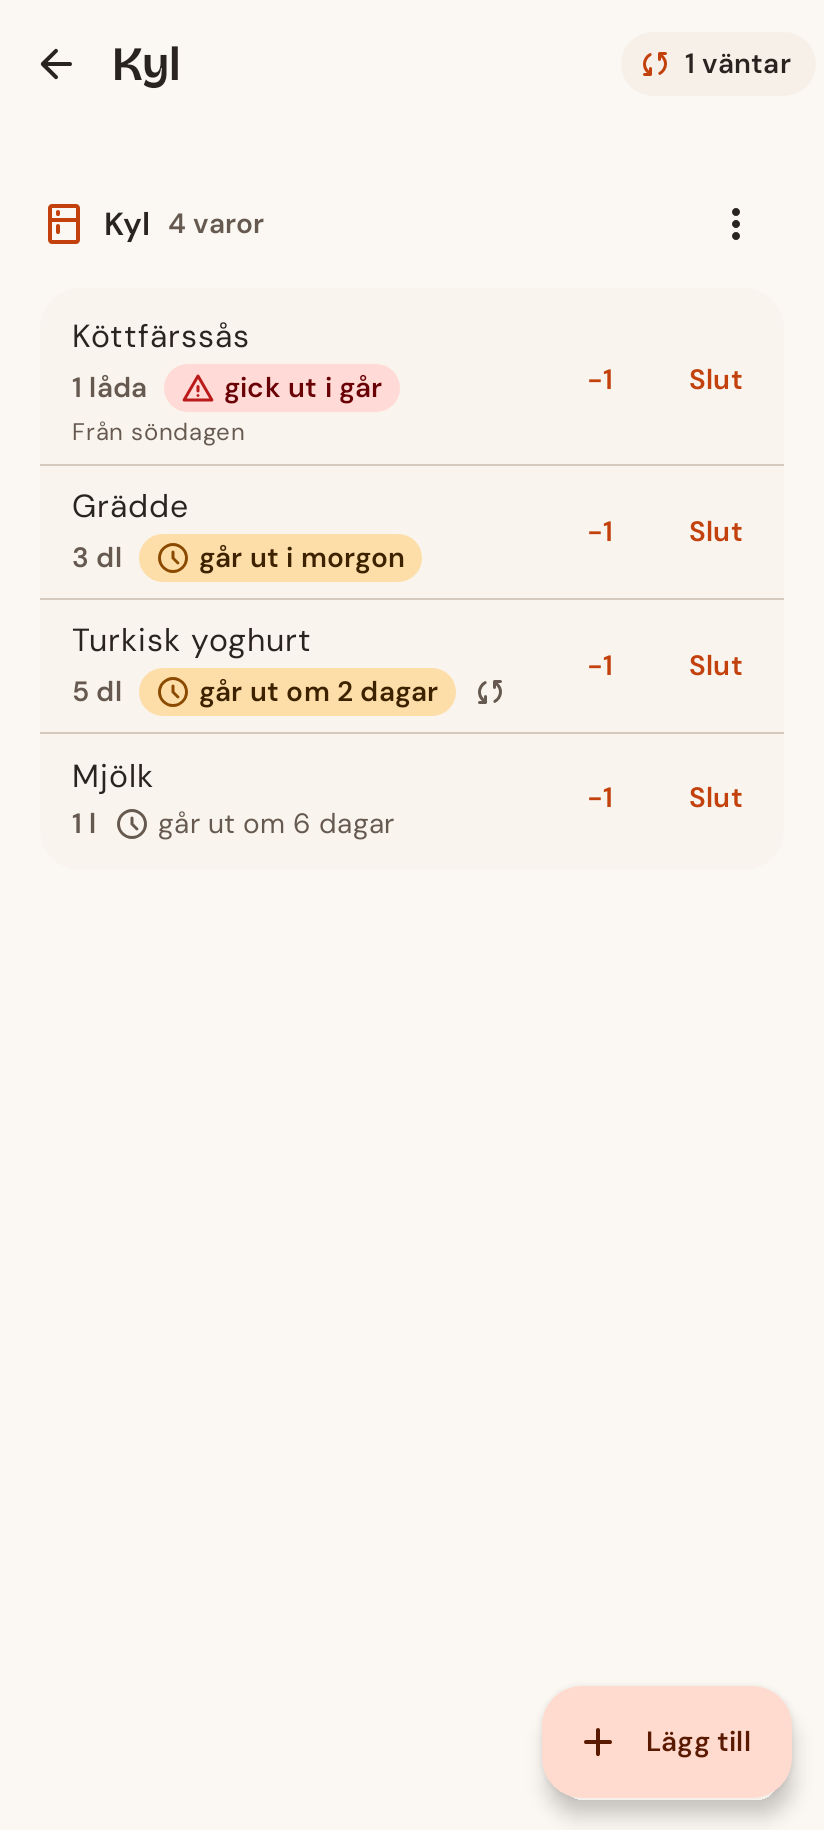 Kyl
1 väntar
Kyl 4 varor
Köttfärssås
1 låda gick ut i går
Från söndagen
−1 Slut
Grädde
3 dl går ut i morgon
−1 Slut
Turkisk yoghurt
5 dl går ut om 2 dagar
−1 Slut
Mjölk
1 l går ut om 6 dagar
−1 Slut
Lägg till